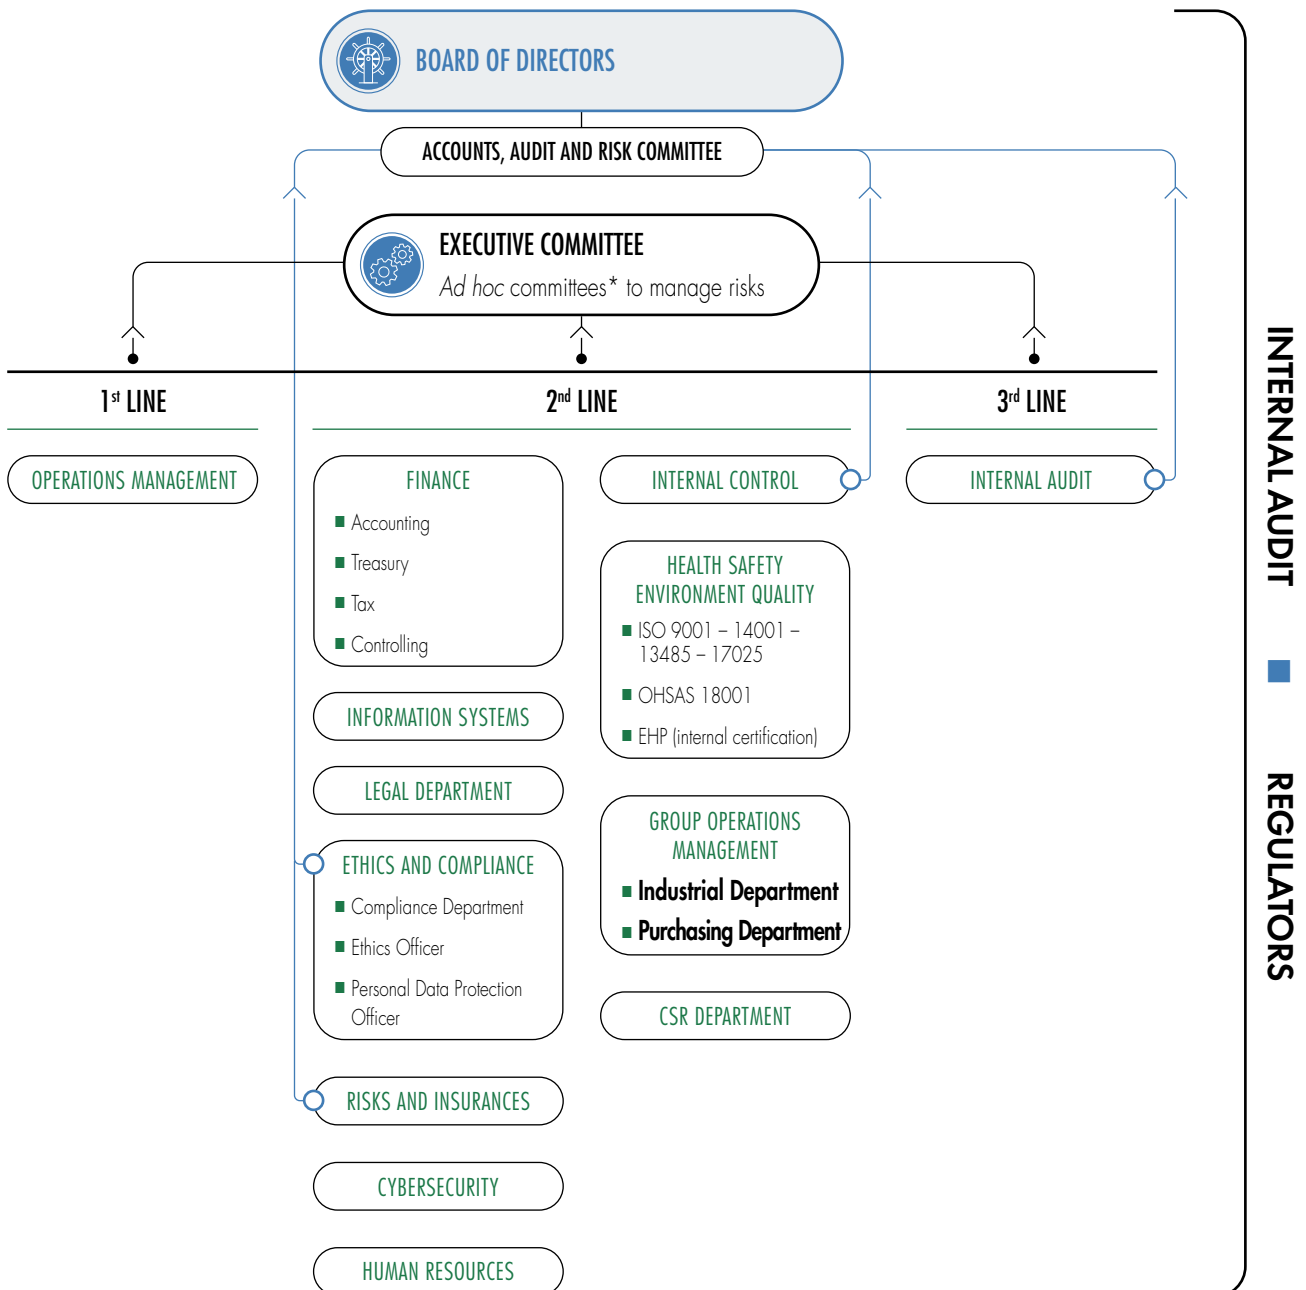 BOARD OF DIRECTORS
ACCOUNTS, AUDIT AND RISK COMMITTEE
EXECUTIVE COMMITTEE
Ad hoc committees* to manage risks
1st LINE
OPERATIONS MANAGEMENT
2nd LINE
FINANCE
■ Accounting
■ Treasury
■ Tax
■ Controlling
INFORMATION SYSTEMS
LEGAL DEPARTMENT
ETHICS AND COMPLIANCE
■ Compliance Department
■ Ethics Officer
■ Personal Data Protection
Officer
RISKS AND INSURANCES
CYBERSECURITY
HUMAN RESOURCES
INTERNAL CONTROL
HEALTH SAFETY
ENVIRONMENT QUALITY
■ ISO 9001 – 14001 –
13485 – 17025
■ OHSAS 18001
■ EHP (internal certification)
GROUP OPERATIONS
MANAGEMENT
■ Industrial Department
■ Purchasing Department
CSR DEPARTMENT
3rd LINE
INTERNAL AUDIT
INTERNAL AUDIT ■ REGULATORS